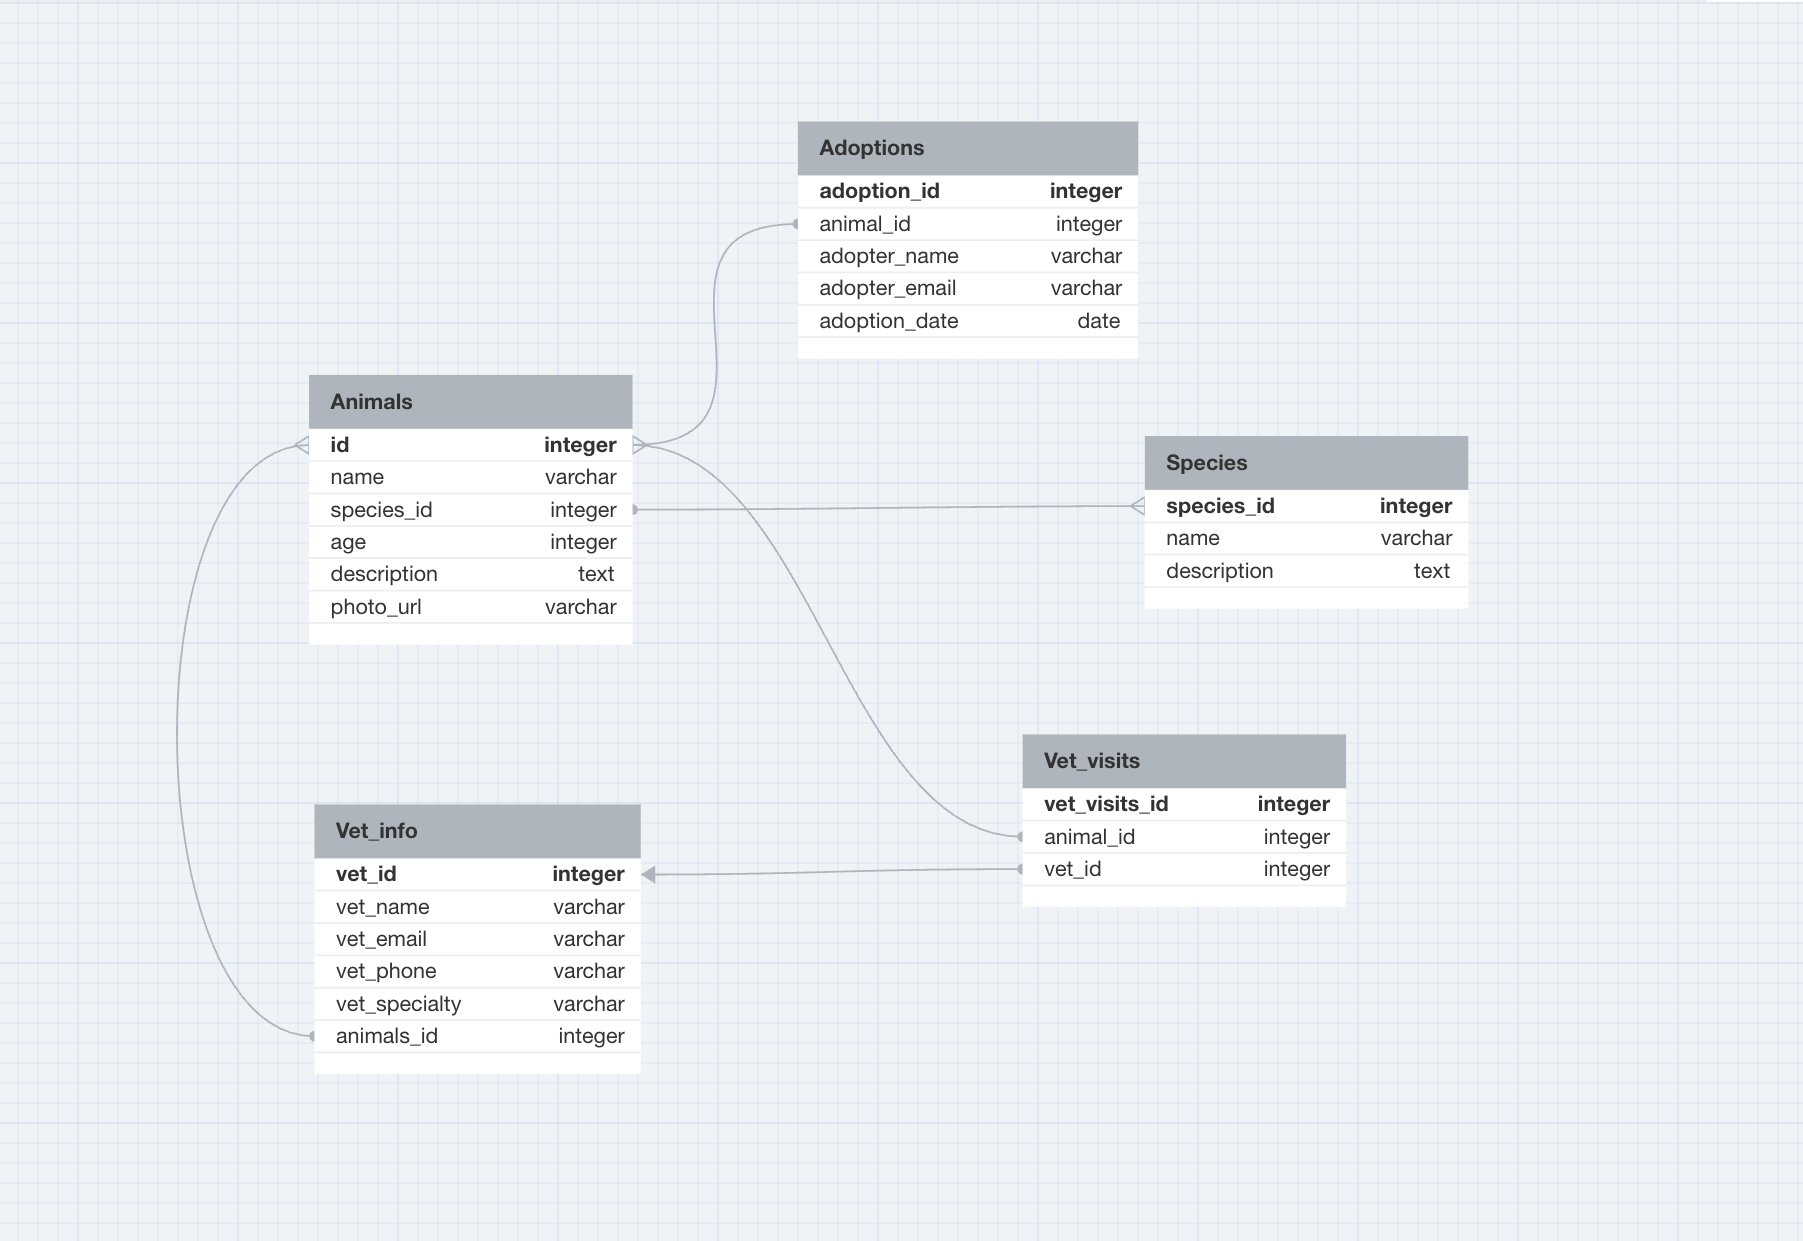 Adoptions
adoption_id integer
animal_id integer
adopter_name varchar
adopter_email varchar
adoption_date date
Animals
id integer
name varchar
species_id integer
age integer
description text
photo_url varchar
Species
species_id integer
name varchar
description text
Vet_visits
vet_visits_id integer
animal_id integer
vet_id integer
Vet_info
vet_id integer
vet_name varchar
vet_email varchar
vet_phone varchar
vet_specialty varchar
animals_id integer